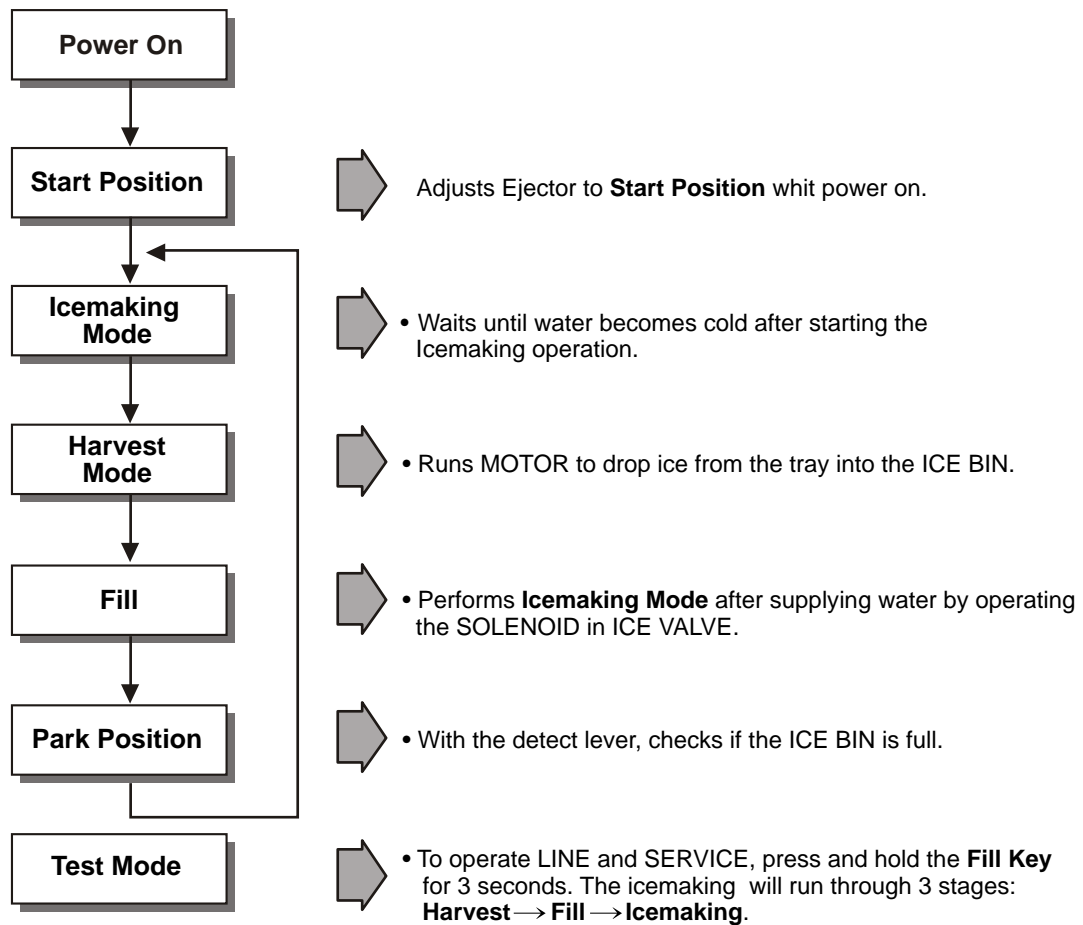 Power On
Start Position
Adjusts Ejector to Start Position whit power on.
Icemaking
Mode
• Waits until water becomes cold after starting the
Icemaking operation.
Harvest
Mode
• Runs MOTOR to drop ice from the tray into the ICE BIN.
Fill
• Performs Icemaking Mode after supplying water by operating
the SOLENOID in ICE VALVE.
Park Position
• With the detect lever, checks if the ICE BIN is full.
Test Mode
• To operate LINE and SERVICE, press and hold the Fill Key
for 3 seconds. The icemaking will run through 3 stages:
Harvest → Fill → Icemaking.